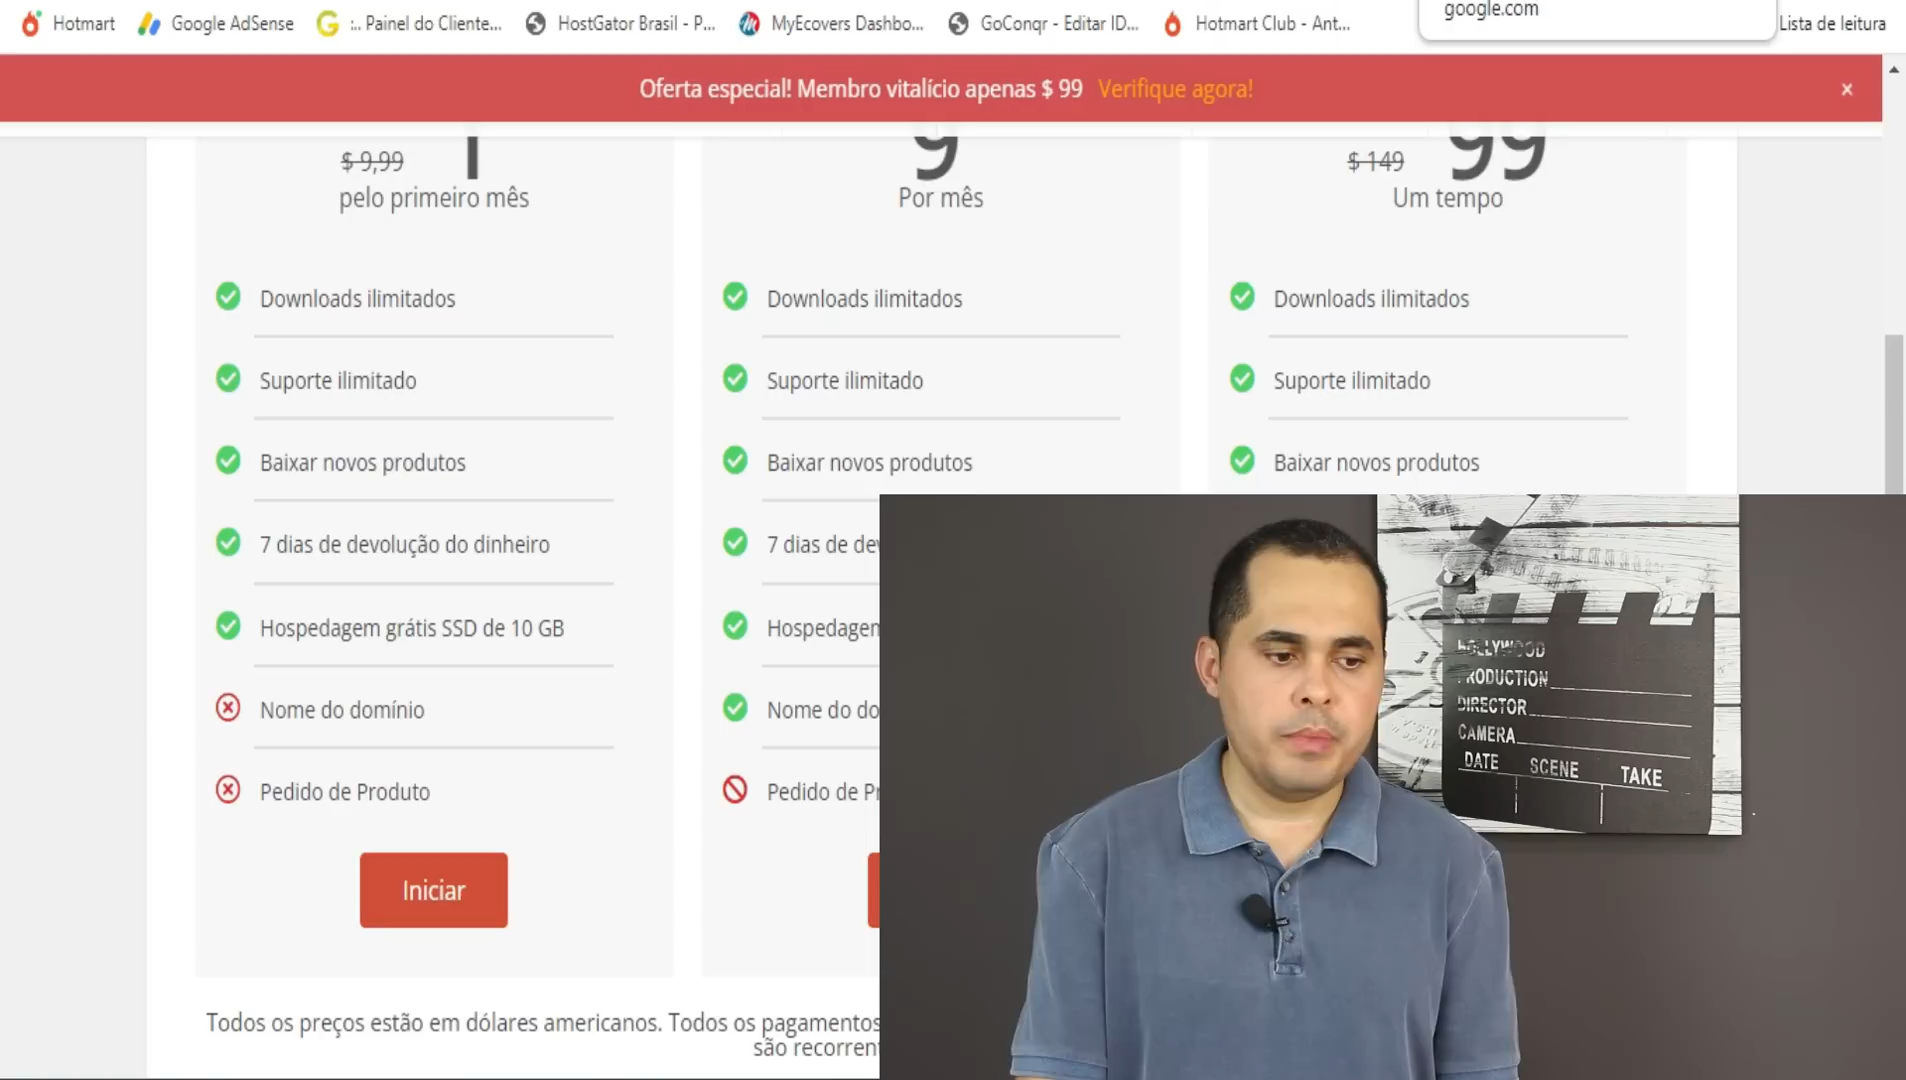 Hotmart
Google AdSense
:. Painel do Cliente...
HostGator Brasil - P...
MyEcovers Dashbo...
GoConqr - Editar ID...
Hotmart Club - Ant...
google.com
Lista de leitura
Oferta especial! Membro vitalício apenas $ 99 Verifique agora!
$ 9,99
1
pelo primeiro mês
9
Por mês
$ 149
99
Um tempo
Downloads ilimitados
Suporte ilimitado
Baixar novos produtos
7 dias de devolução do dinheiro
Hospedagem grátis SSD de 10 GB
Nome do domínio
Pedido de Produto
Iniciar
Downloads ilimitados
Suporte ilimitado
Baixar novos produtos
7 dias de de
Hospedagem
Nome do do
Pedido de P
Downloads ilimitados
Suporte ilimitado
Baixar novos produtos
Todos os preços estão em dólares americanos. Todos os pagamentos
são recorren
HOLLYWOOD
PRODUCTION
DIRECTOR
CAMERA
DATE SCENE TAKE